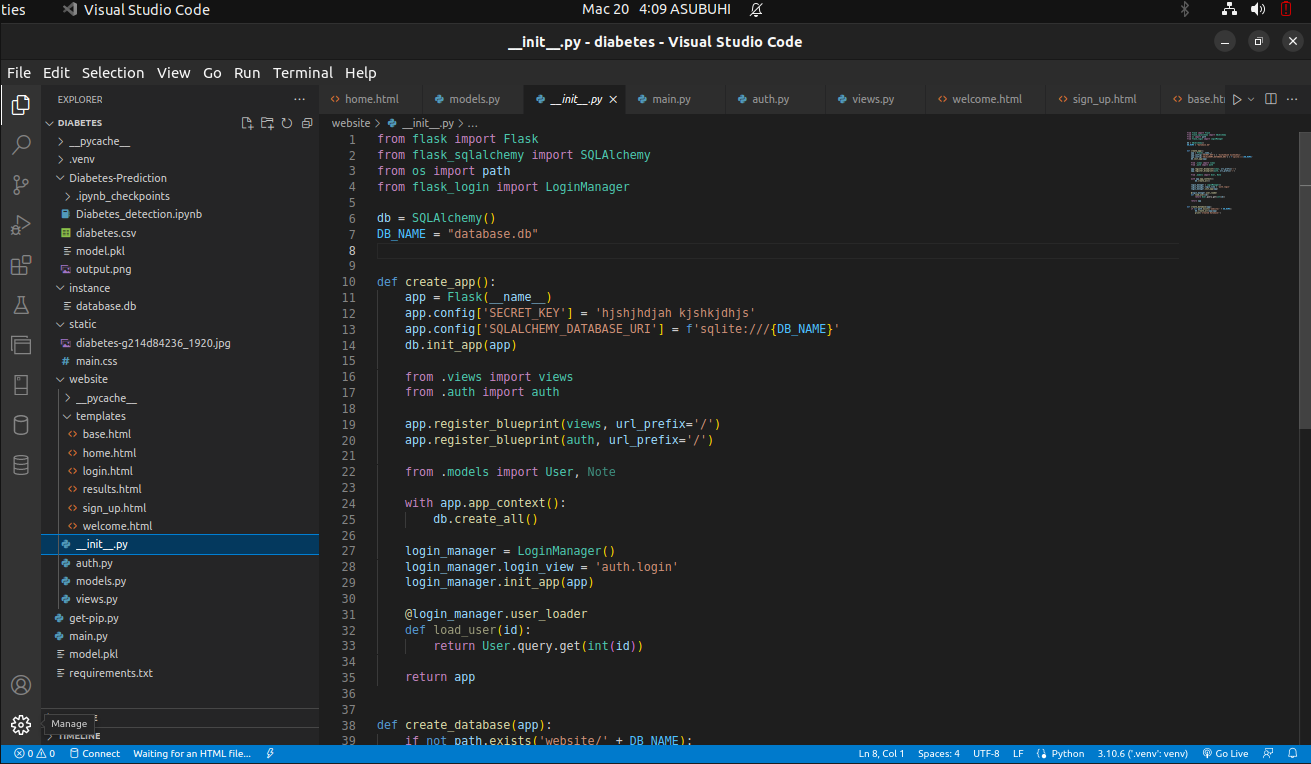 ties Visual Studio Code Mac 20 4:09 ASUBUHI
__init__.py - diabetes - Visual Studio Code
File Edit Selection View Go Run Terminal Help
EXPLORER
home.html models.py __init__.py main.py auth.py views.py welcome.html sign_up.html base.ht
DIABETES
__pycache__
.venv
Diabetes-Prediction
.ipynb_checkpoints
Diabetes_detection.ipynb
diabetes.csv
model.pkl
output.png
instance
database.db
static
diabetes-g214d84236_1920.jpg
main.css
website
__pycache__
templates
base.html
home.html
login.html
results.html
sign_up.html
welcome.html
__init__.py
auth.py
models.py
views.py
get-pip.py
main.py
model.pkl
requirements.txt
Manage
TIMELINE
website > __init__.py > ...
1 from flask import Flask
2 from flask_sqlalchemy import SQLAlchemy
3 from os import path
4 from flask_login import LoginManager
5
6 db = SQLAlchemy()
7 DB_NAME = "database.db"
8
9
10 def create_app():
11 app = Flask(__name__)
12 app.config['SECRET_KEY'] = 'hjshjhdjah kjshkjdhjs'
13 app.config['SQLALCHEMY_DATABASE_URI'] = f'sqlite:///{DB_NAME}'
14 db.init_app(app)
15
16 from .views import views
17 from .auth import auth
18
19 app.register_blueprint(views, url_prefix='/')
20 app.register_blueprint(auth, url_prefix='/')
21
22 from .models import User, Note
23
24 with app.app_context():
25 db.create_all()
26
27 login_manager = LoginManager()
28 login_manager.login_view = 'auth.login'
29 login_manager.init_app(app)
30
31 @login_manager.user_loader
32 def load_user(id):
33 return User.query.get(int(id))
34
35 return app
36
37
38 def create_database(app):
39 if not path.exists('website/' + DB_NAME):
0 0 Connect Waiting for an HTML file... Ln 8, Col 1 Spaces: 4 UTF-8 LF Python 3.10.6 ('.venv': venv) Go Live